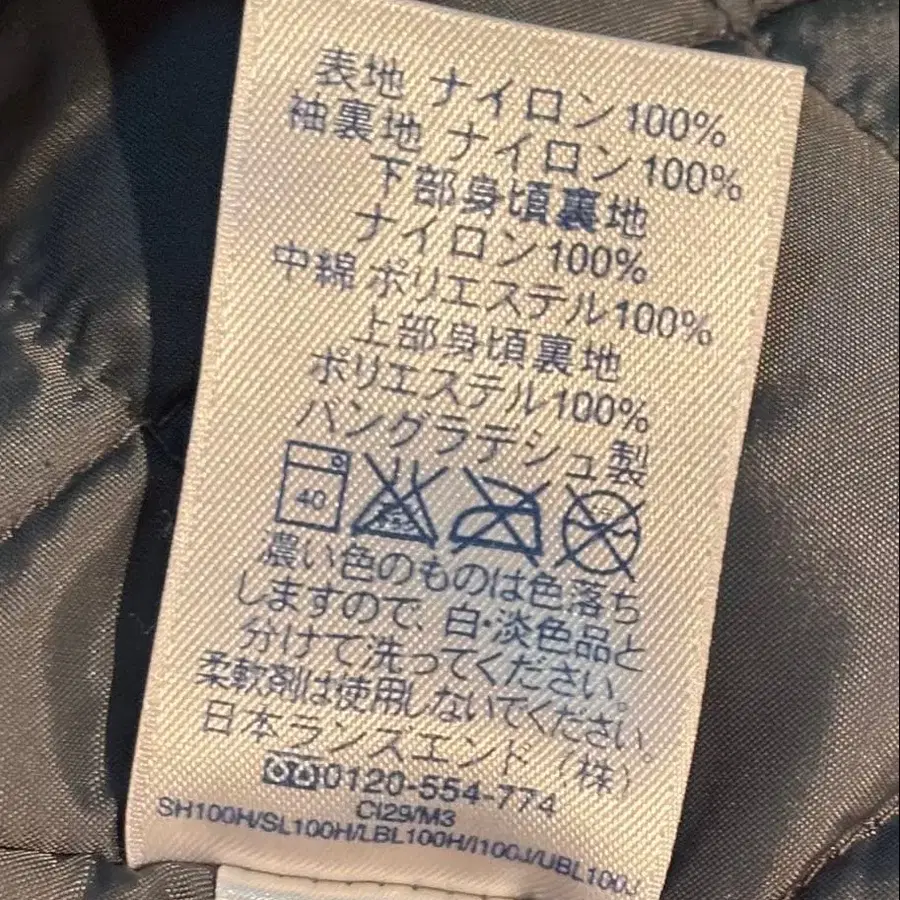 表地 ナイロン100%
袖裏地 ナイロン100%
下部身頃裏地
ナイロン100%
中綿 ポリエステル100%
上部身頃裏地
ポリエステル100%
バングラデシュ製
40
濃い色のものは色落ち
しますので、白・淡色品と
分けて洗ってください。
柔軟剤は使用しないでください。
日本ランズエンド(株)
0120-554-774
CI29/M3
SH100H/SL100H/LBL100H/I100J/UBL100J